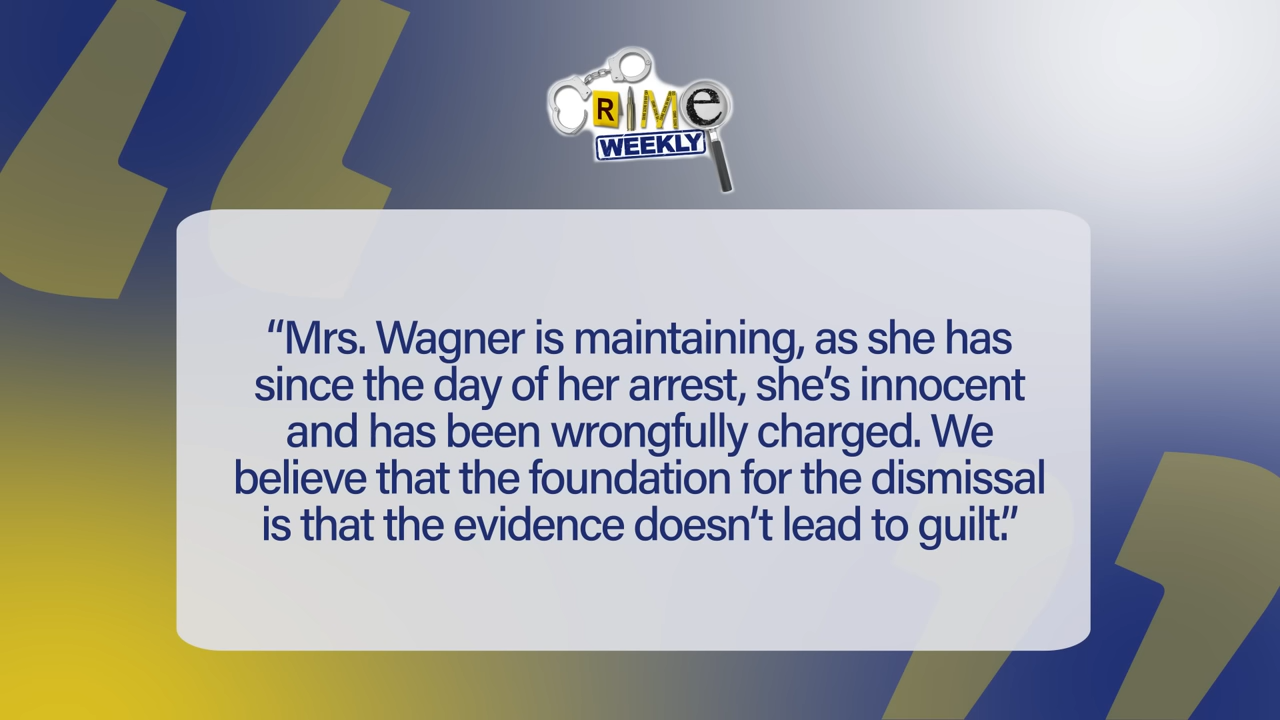 CRIME
WEEKLY
“Mrs. Wagner is maintaining, as she has
since the day of her arrest, she’s innocent
and has been wrongfully charged. We
believe that the foundation for the dismissal
is that the evidence doesn’t lead to guilt.”